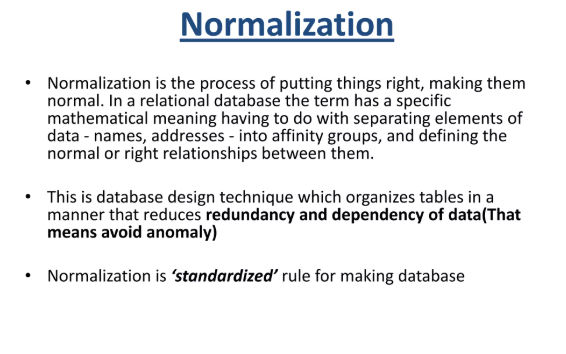 Normalization
• Normalization is the process of putting things right, making them
normal. In a relational database the term has a specific
mathematical meaning having to do with separating elements of
data - names, addresses - into affinity groups, and defining the
normal or right relationships between them.
• This is database design technique which organizes tables in a
manner that reduces redundancy and dependency of data(That
means avoid anomaly)
• Normalization is ‘standardized’ rule for making database